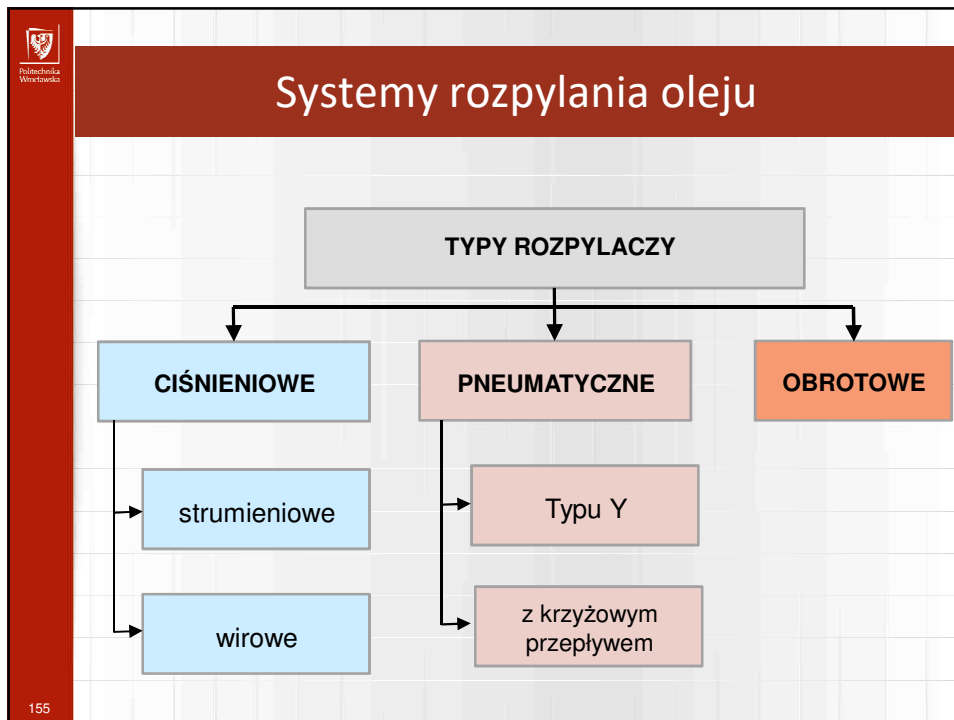 Politechnika
Wrocławska
Systemy rozpylania oleju
TYPY ROZPYLACZY
CIŚNIENIOWE
PNEUMATYCZNE
OBROTOWE
strumieniowe
Typu Y
wirowe
z krzyżowym
przepływem
155